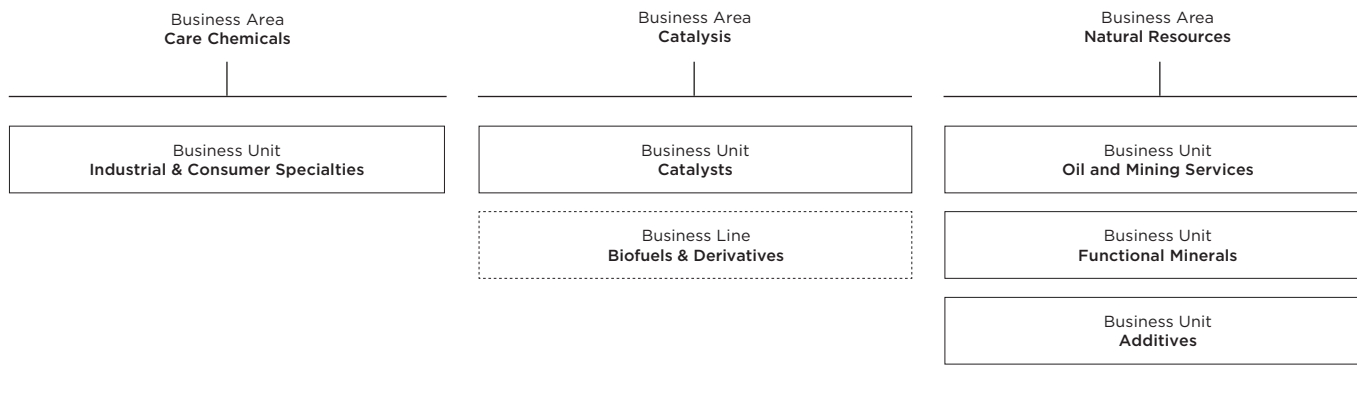 Business Area
Care Chemicals
Business Unit
Industrial & Consumer Specialties
Business Area
Catalysis
Business Unit
Catalysts
Business Line
Biofuels & Derivatives
Business Area
Natural Resources
Business Unit
Oil and Mining Services
Business Unit
Functional Minerals
Business Unit
Additives